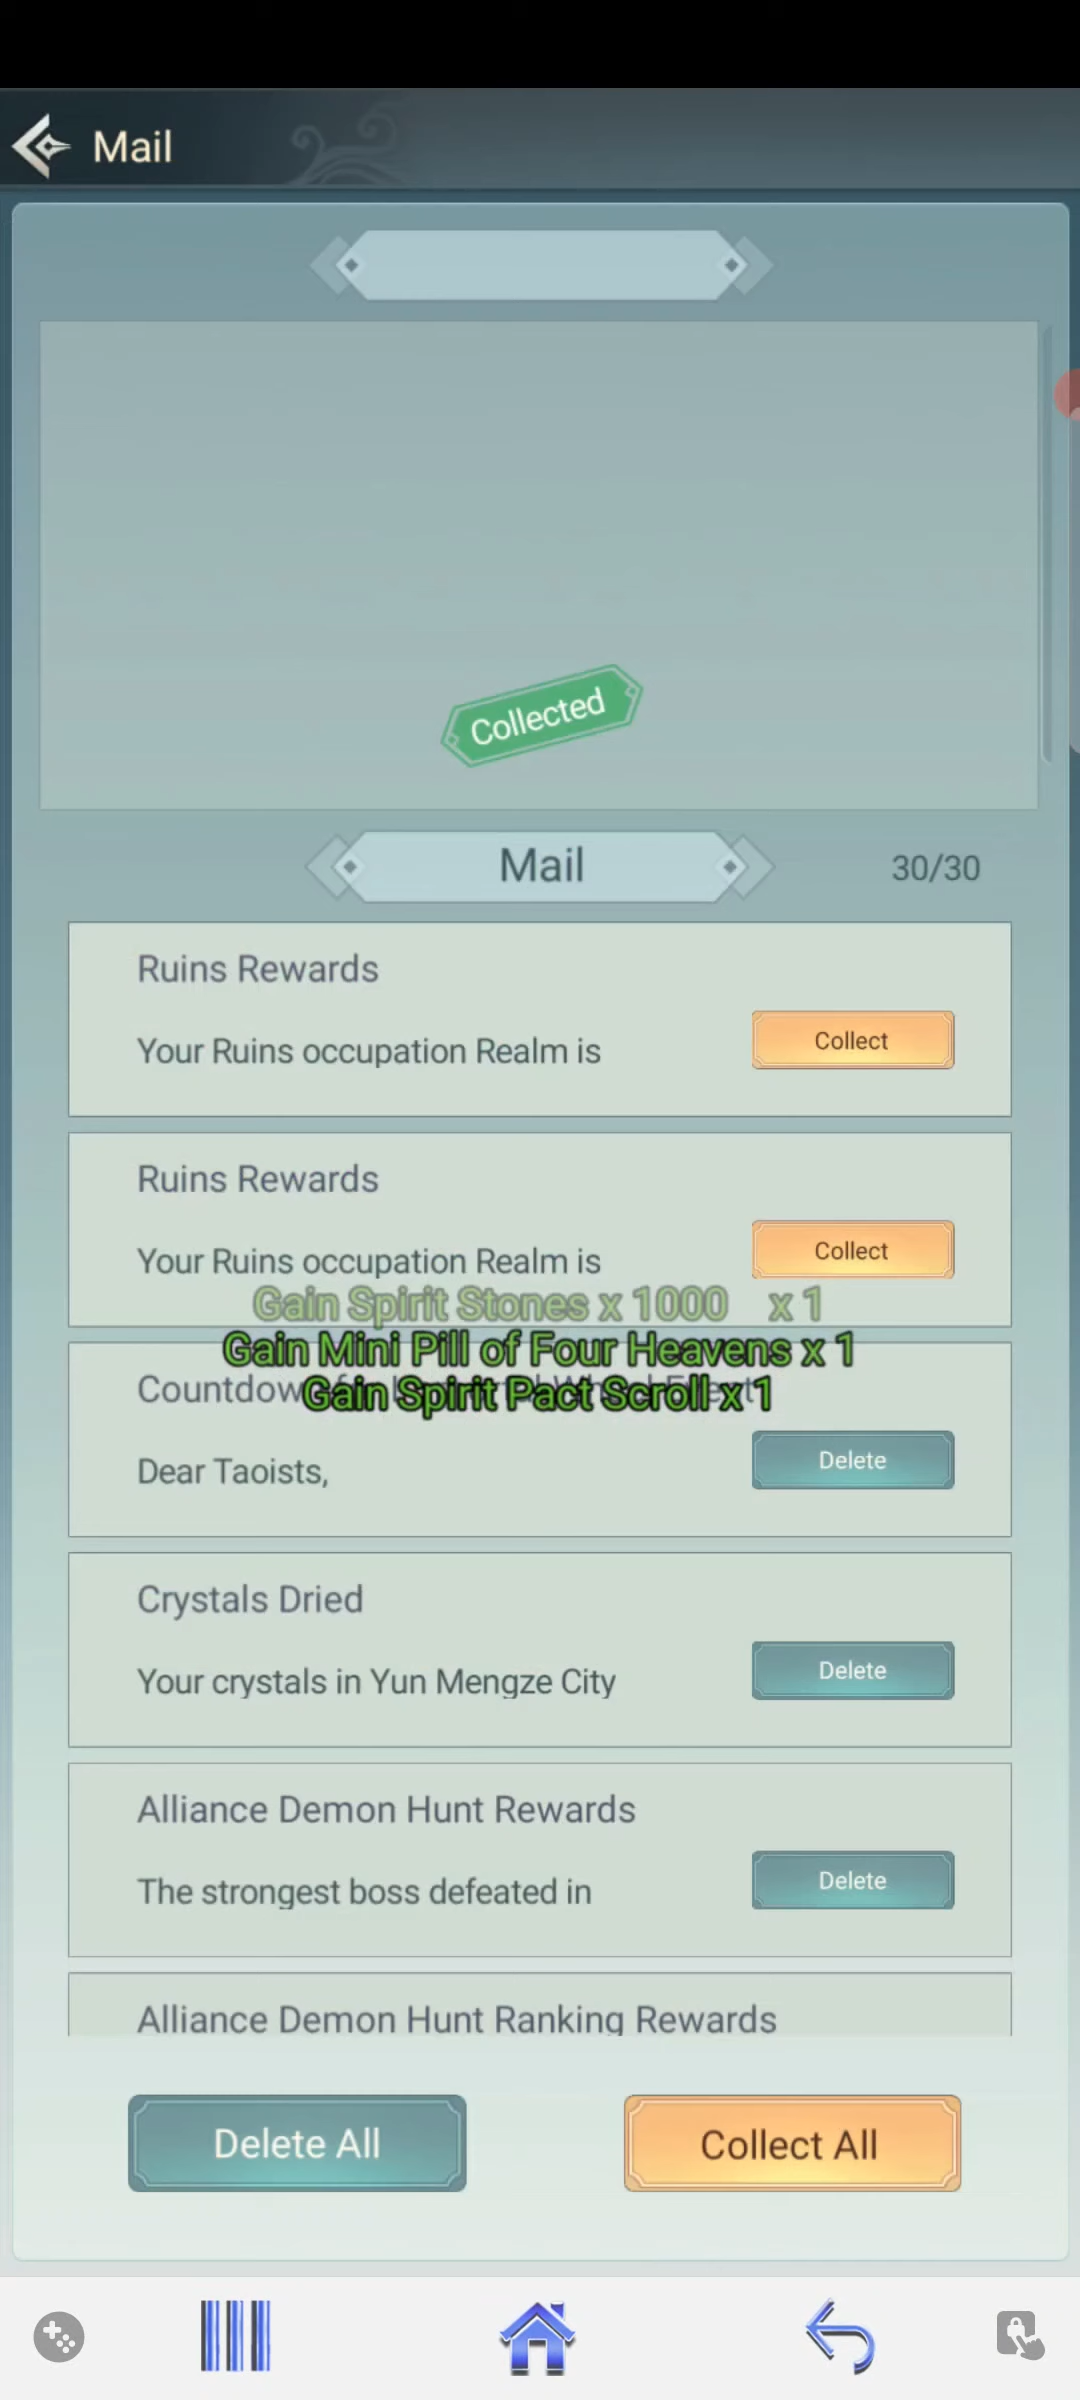 Mail
Collected
Mail
30/30
Ruins Rewards
Your Ruins occupation Realm is
Collect
Ruins Rewards
Your Ruins occupation Realm is
Collect
Gain Spirit Stones x 1000 x 1
Gain Mini Pill of Four Heavens x 1
Gain Spirit Pact Scroll x 1
Dear Taoists,
Delete
Crystals Dried
Your crystals in Yun Mengze City
Delete
Alliance Demon Hunt Rewards
The strongest boss defeated in
Delete
Alliance Demon Hunt Ranking Rewards
Delete All
Collect All